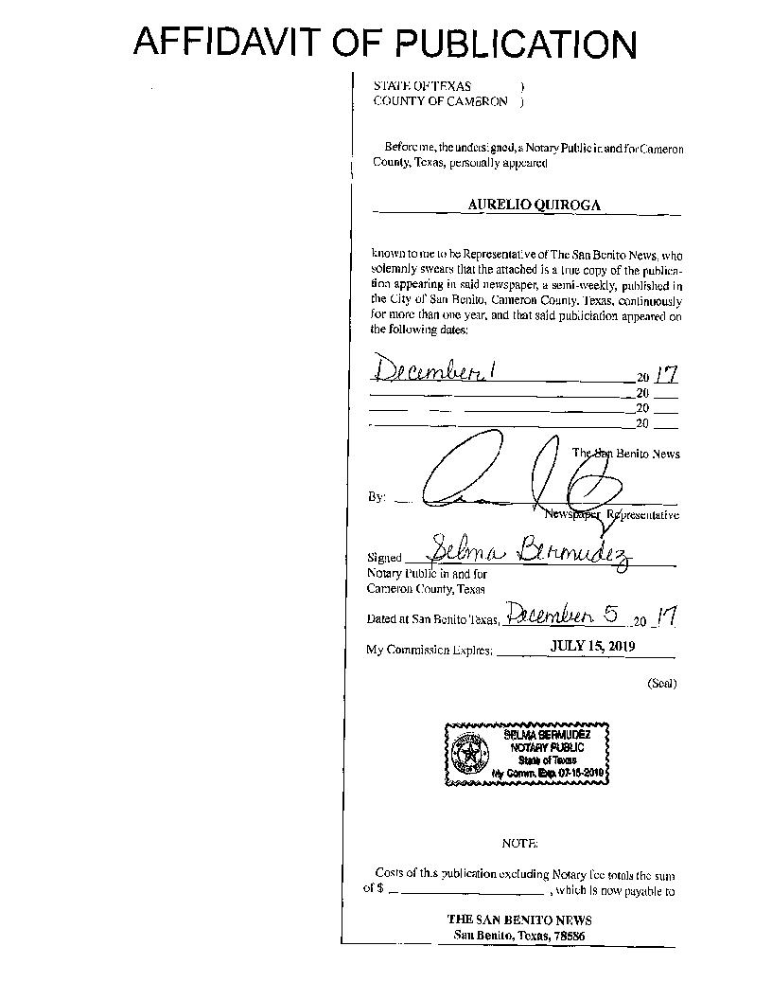 AFFIDAVIT OF PUBLICATION
STATE OF TEXAS )
COUNTY OF CAMERON )
Before me, the undersigned, a Notary Public in and for Cameron
County, Texas, personally appeared
AURELIO QUIROGA
known to me to be Representative of The San Benito News, who
solemnly swears that the attached is a true copy of the publica-
tion appearing in said newspaper, a semi-weekly, published in
the City of San Benito, Cameron County, Texas, continuously
for more than one year, and that said publiciation appeared on
the following dates:
December 1 20 17
20
20
20
The San Benito News
By:
Newspaper Representative
Signed Selma Bermudez
Notary Public in and for
Cameron County, Texas
Dated at San Benito Texas, December 5 20 17
My Commission Expires: JULY 15, 2019
(Seal)
SELMA BERMUDEZ
NOTARY PUBLIC
State of Texas
My Comm. Exp. 07-15-2019
NOTE:
Costs of this publication excluding Notary fee totals the sum
of $ , which is now payable to
THE SAN BENITO NEWS
San Benito, Texas, 78586